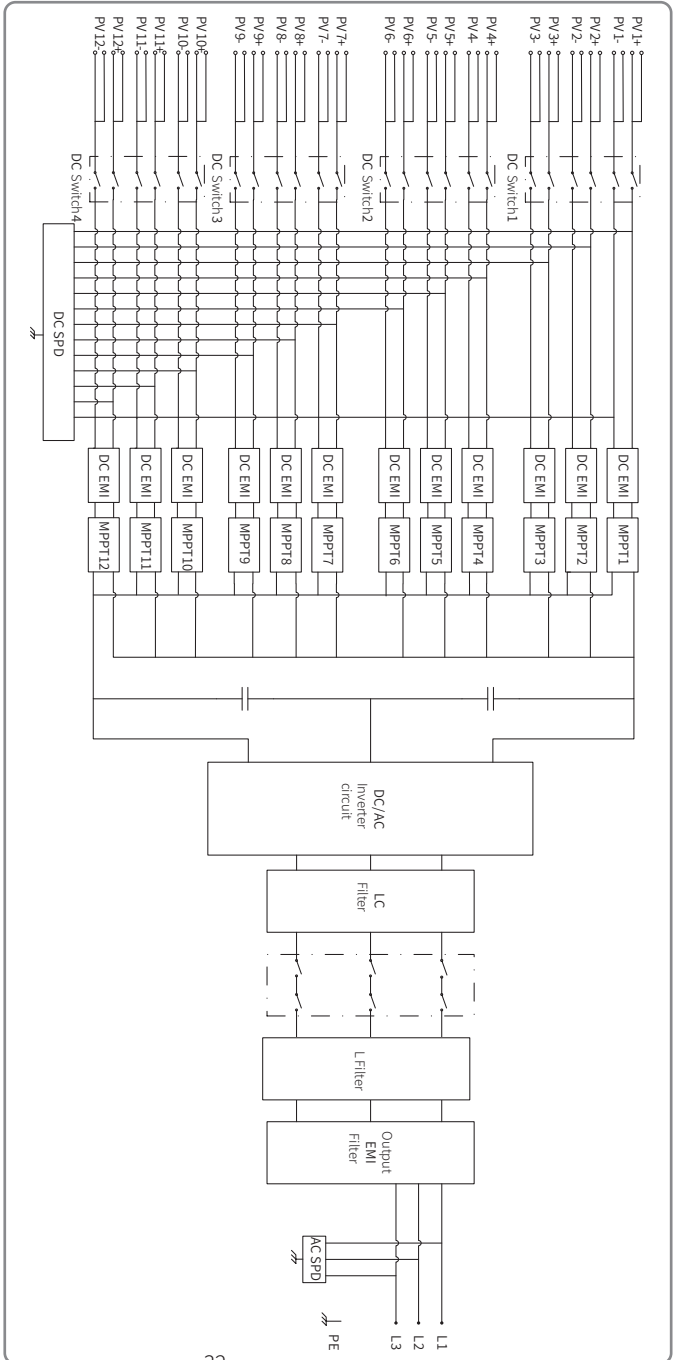 PV1+
PV1-
PV2+
PV2-
PV3+
PV3-
PV4+
PV4-
PV5+
PV5-
PV6+
PV6-
PV7+
PV7-
PV8+
PV8-
PV9+
PV9-
PV10+
PV10-
PV11+
PV11-
PV12+
PV12-
DC Switch1
DC Switch2
DC Switch3
DC Switch4
DC SPD
DC EMI
DC EMI
DC EMI
DC EMI
DC EMI
DC EMI
DC EMI
DC EMI
DC EMI
DC EMI
DC EMI
DC EMI
MPPT1
MPPT2
MPPT3
MPPT4
MPPT5
MPPT6
MPPT7
MPPT8
MPPT9
MPPT10
MPPT11
MPPT12
DC/AC
Inverter
circuit
LC
Filter
L Filter
Output
EMI
Filter
AC SPD
L1
L2
L3
PE